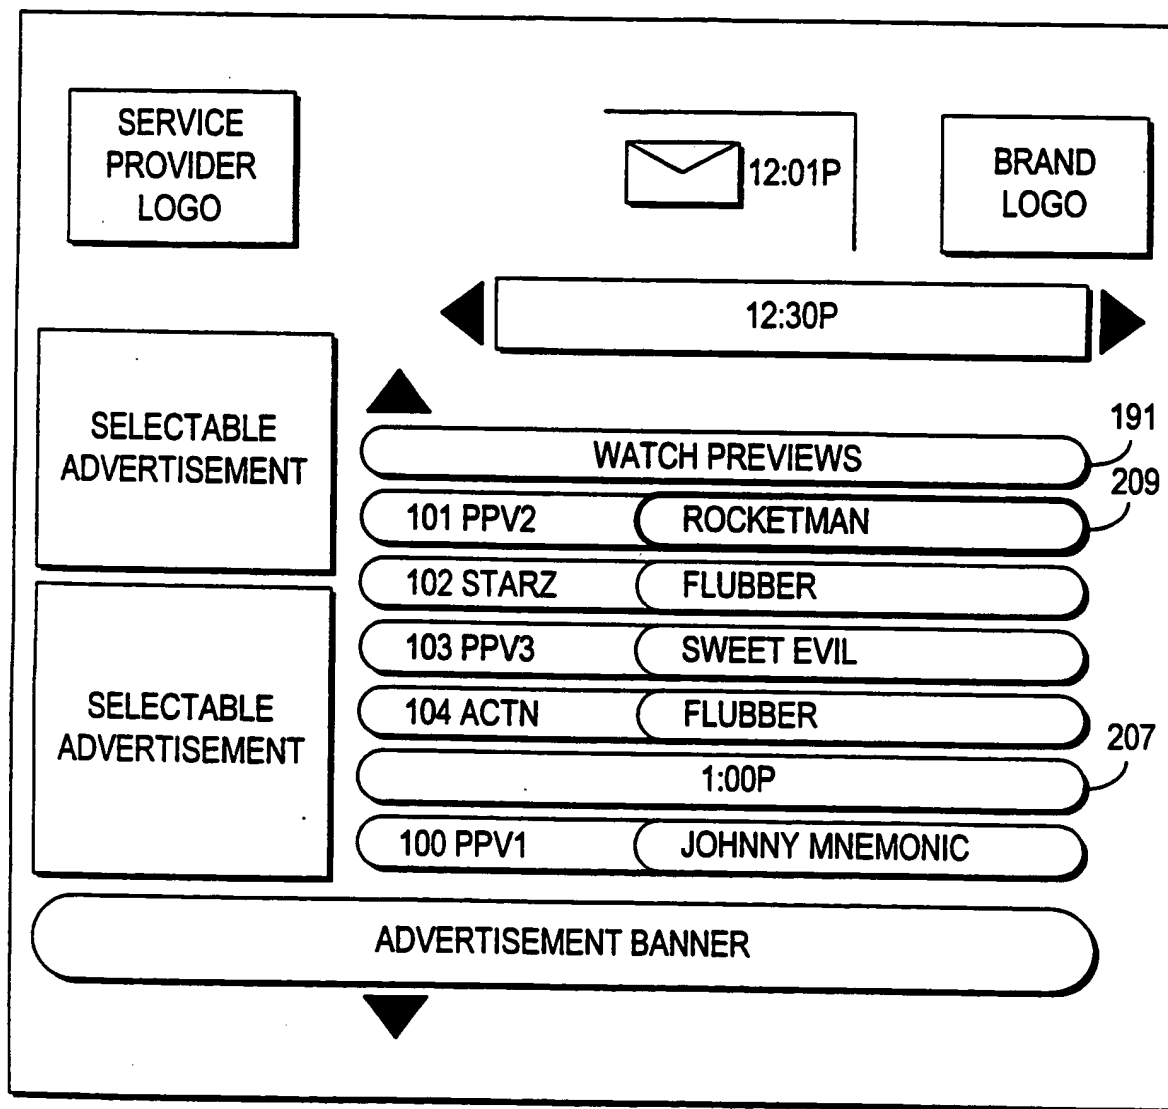 SERVICE
PROVIDER
LOGO
12:01P
BRAND
LOGO
12:30P
SELECTABLE
ADVERTISEMENT
191
WATCH PREVIEWS
209
101 PPV2 ROCKETMAN
102 STARZ FLUBBER
103 PPV3 SWEET EVIL
SELECTABLE
ADVERTISEMENT
104 ACTN FLUBBER
207
1:00P
100 PPV1 JOHNNY MNEMONIC
ADVERTISEMENT BANNER